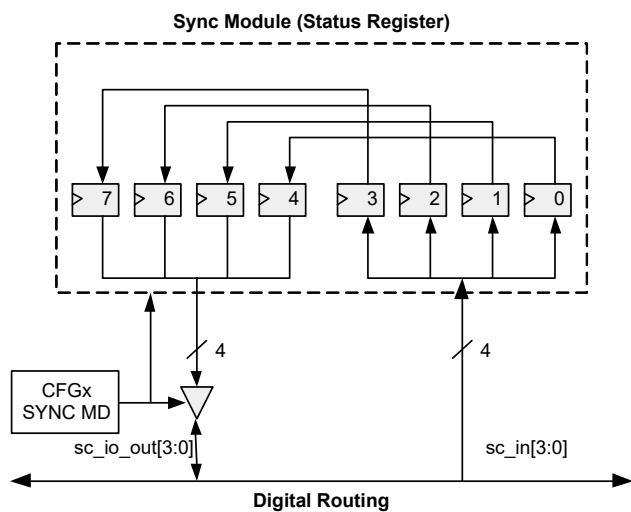 Sync Module (Status Register)
7 6 5 4 3 2 1 0
4 4
CFGx
SYNC MD
sc_io_out[3:0] sc_in[3:0]
Digital Routing